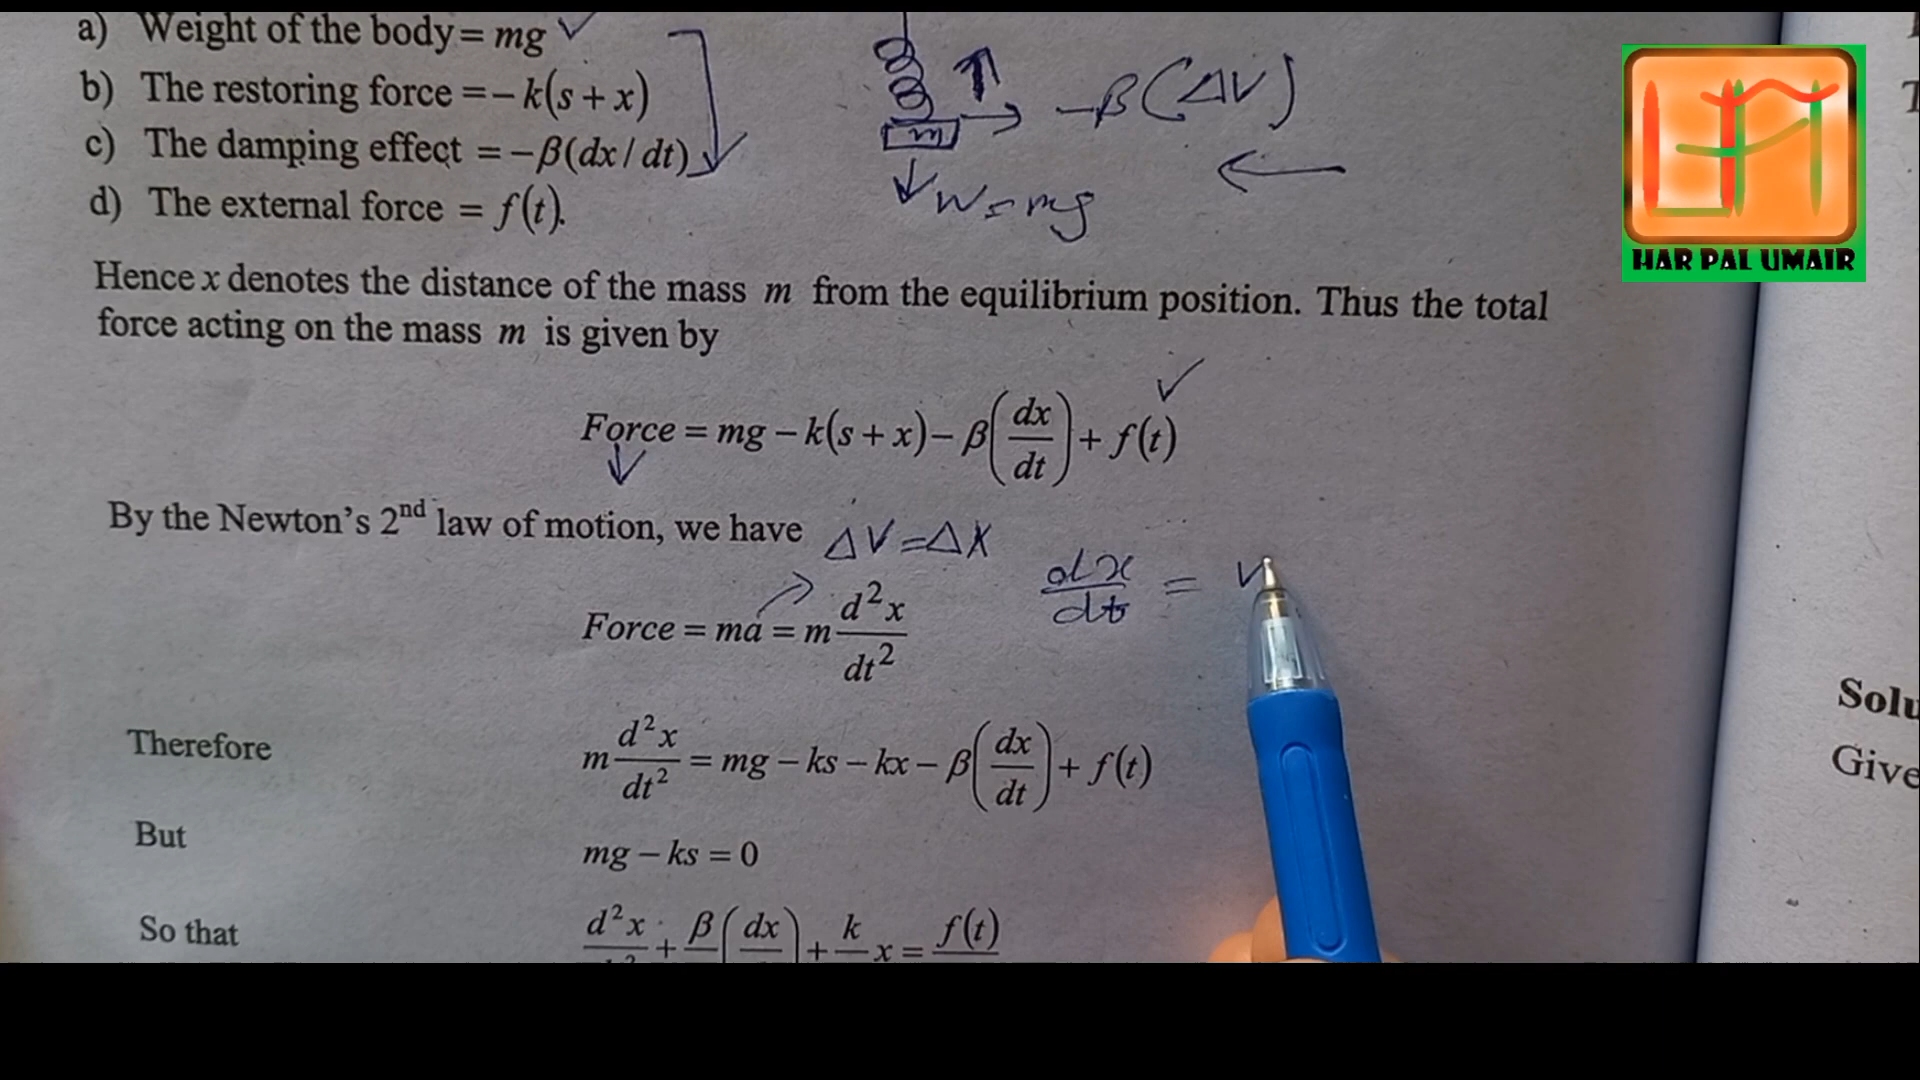 a) Weight of the body = mg ✓
b) The restoring force = − k(s + x)
c) The damping effect = −β(dx / dt)
d) The external force = f(t).
m
−β(ΔV)
W = mg
HAR PAL UMAIR
Hence x denotes the distance of the mass m from the equilibrium position. Thus the total
force acting on the mass m is given by
Force = mg − k(s + x) − β(dx/dt) + f(t) ✓
By the Newton's 2nd law of motion, we have
ΔV = ΔX
dx/dt = v
Force = ma = m d²x/dt²
Therefore m d²x/dt² = mg − ks − kx − β(dx/dt) + f(t)
But mg − ks = 0
So that d²x + β(dx) + k x = f(t)
Solu
Give